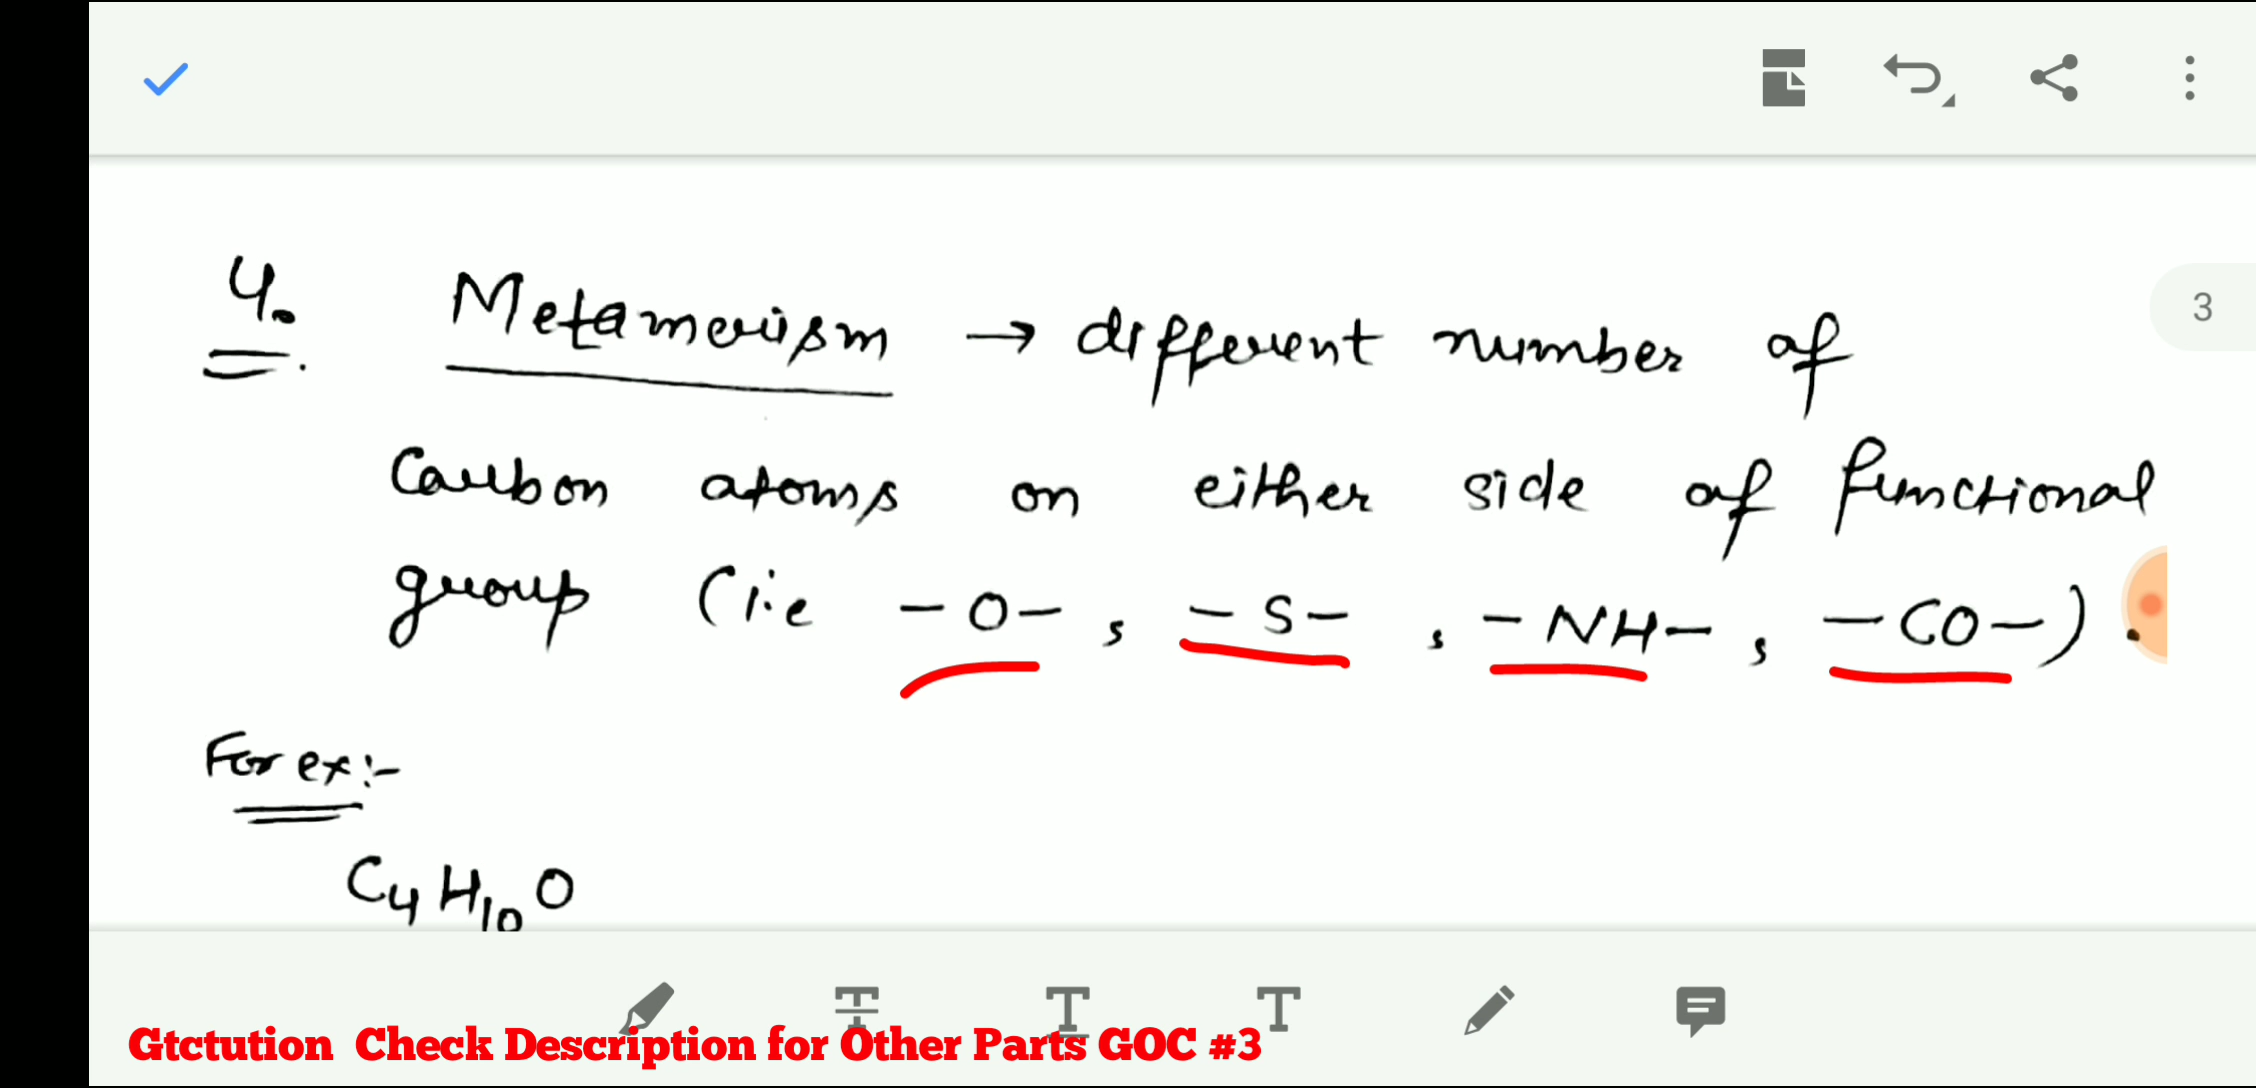 4. Metamerism → different number of
3
Carbon atoms on either side of functional
group (i.e -O-, -S-, -NH-, -CO-).
For ex:-
C₄H₁₀O
Gtctution Check Description for Other Parts GOC #3